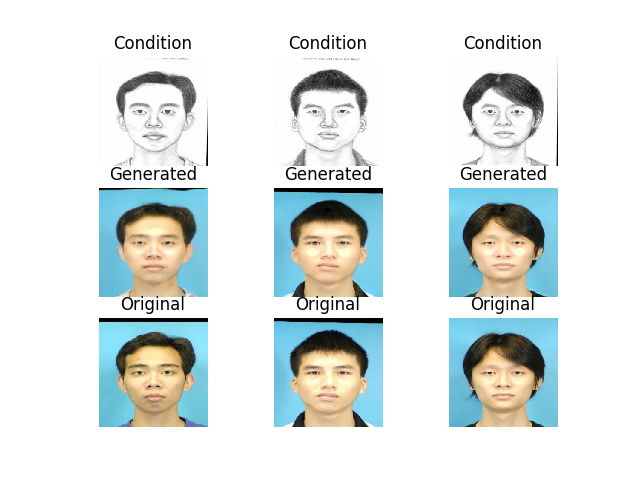 Condition Condition Condition
Generated Generated Generated
Original Original Original